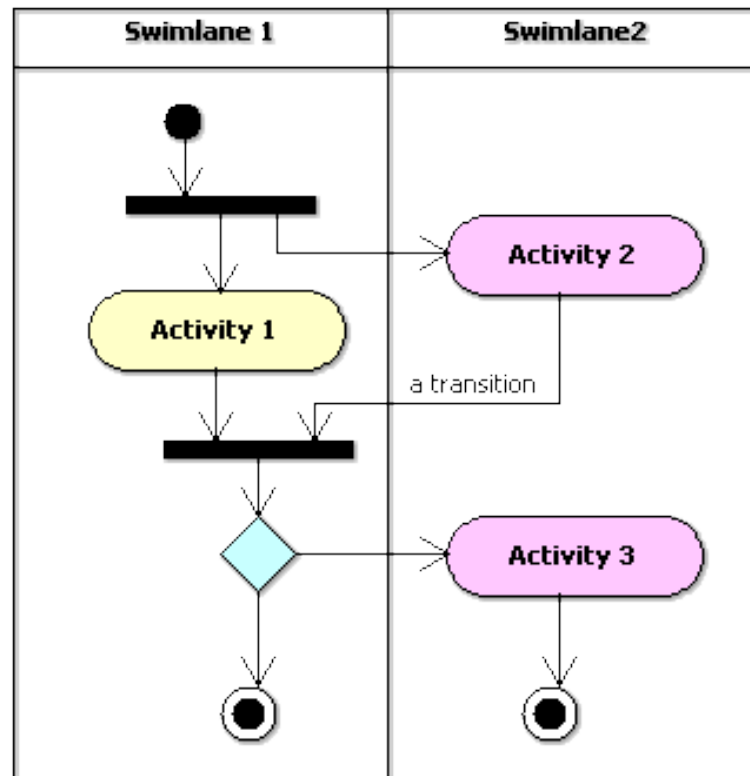 Swimlane 1
Swimlane2
Activity 2
Activity 1
a transition
Activity 3